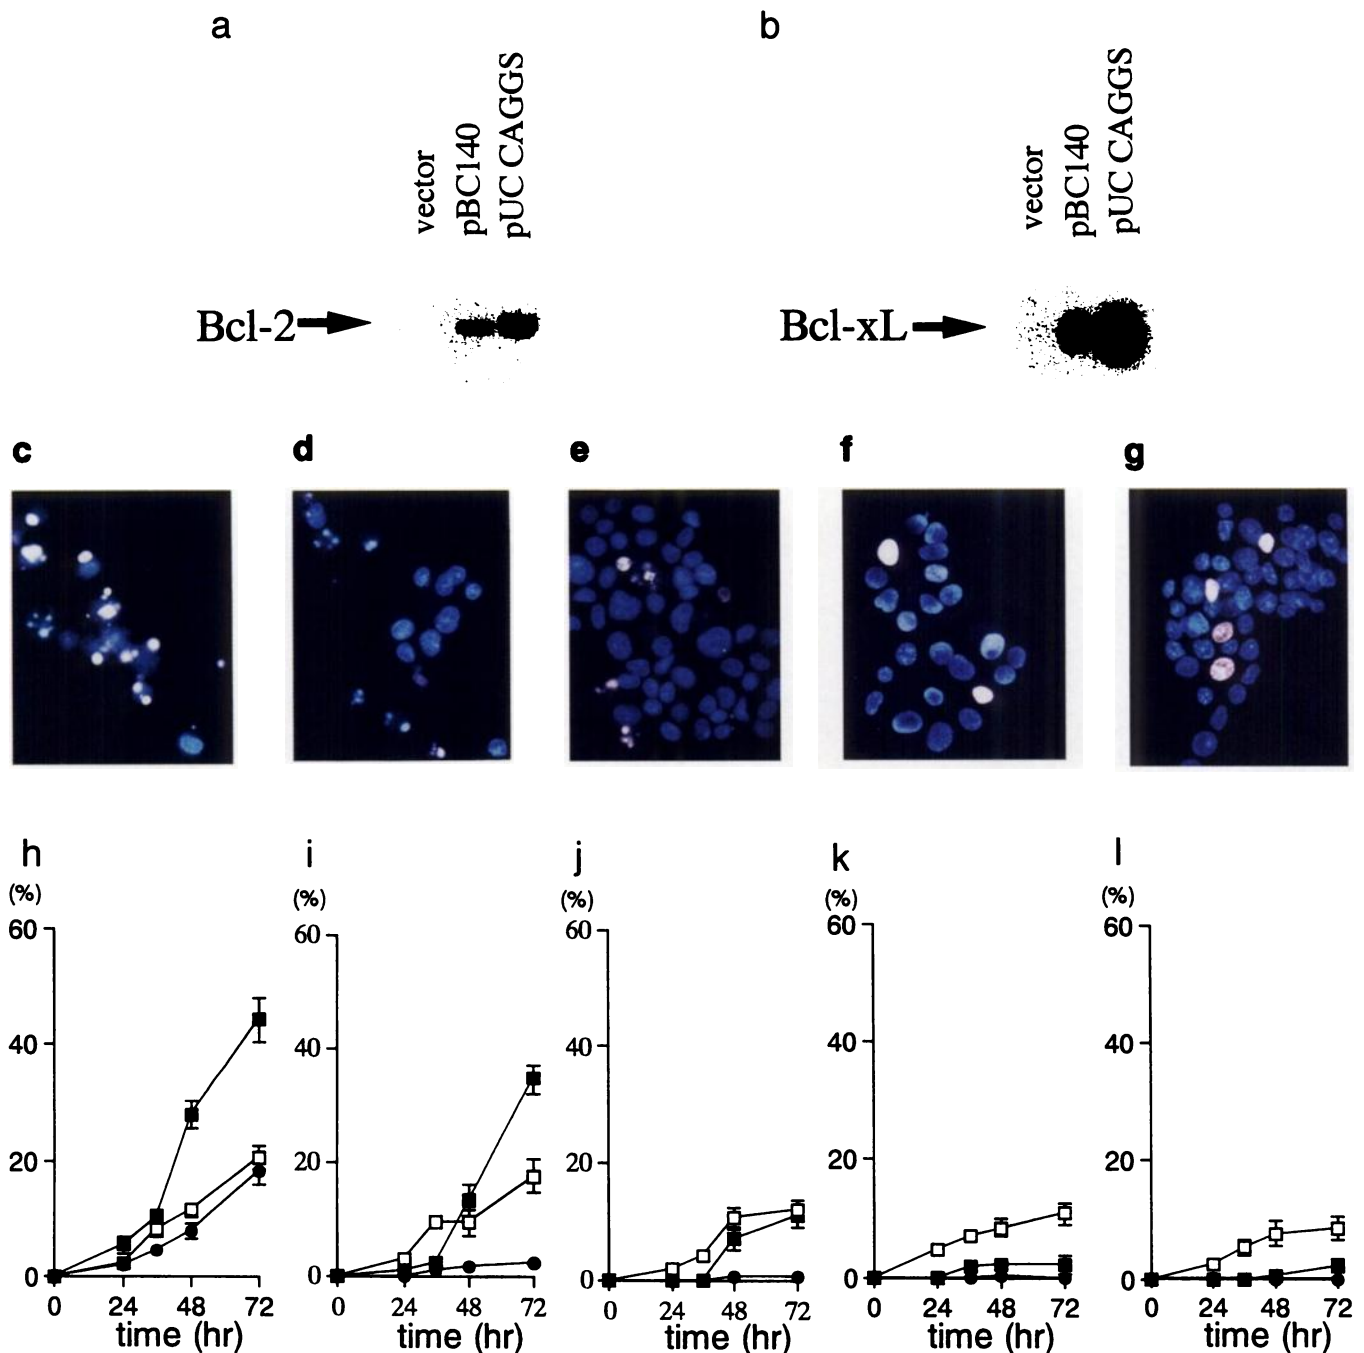 a
b
vector
pBC140
pUC CAGGS
vector
pBC140
pUC CAGGS
Bcl-2
Bcl-xL
c
d
e
f
g
h
i
j
k
l
(%)
(%)
(%)
(%)
(%)
60
40
20
0
0 24 48 72
time (hr)
60
40
20
0
0 24 48 72
time (hr)
60
40
20
0
0 24 48 72
time (hr)
60
40
20
0
0 24 48 72
time (hr)
60
40
20
0
0 24 48 72
time (hr)